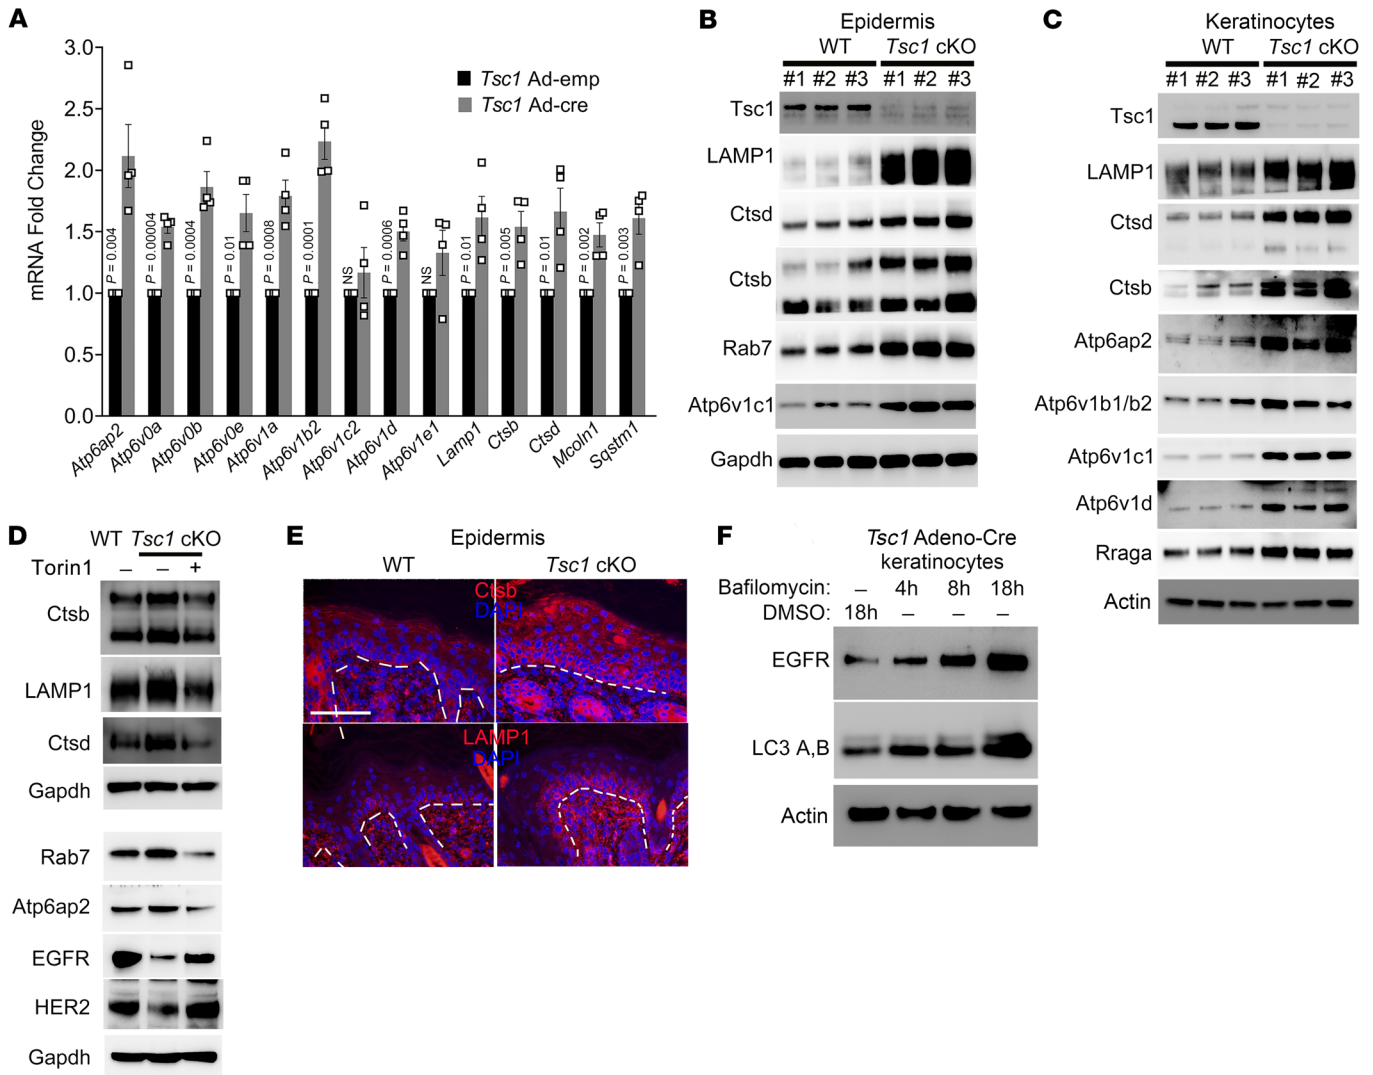 A
3.0
2.5
2.0
1.5
1.0
0.5
0.0
mRNA Fold Change
Tsc1 Ad-emp
Tsc1 Ad-cre
P = 0.004
P = 0.00004
P = 0.0004
P = 0.01
P = 0.0008
P = 0.0001
NS
P = 0.0006
NS
P = 0.01
P = 0.005
P = 0.01
P = 0.002
P = 0.003
Atp6ap2
Atp6v0a
Atp6v0b
Atp6v0e
Atp6v1a
Atp6v1b2
Atp6v1c2
Atp6v1d
Atp6v1e1
Lamp1
Ctsb
Ctsd
Mcoln1
Sqstm1
B
Epidermis
WT Tsc1 cKO
#1 #2 #3 #1 #2 #3
Tsc1
LAMP1
Ctsd
Ctsb
Rab7
Atp6v1c1
Gapdh
C
Keratinocytes
WT Tsc1 cKO
#1 #2 #3 #1 #2 #3
Tsc1
LAMP1
Ctsd
Ctsb
Atp6ap2
Atp6v1b1/b2
Atp6v1c1
Atp6v1d
Rraga
Actin
D
WT Tsc1 cKO
Torin1 – – +
Ctsb
LAMP1
Ctsd
Gapdh
Rab7
Atp6ap2
EGFR
HER2
Gapdh
E
Epidermis
WT Tsc1 cKO
Ctsb
DAPI
LAMP1
DAPI
F
Tsc1 Adeno-Cre
keratinocytes
Bafilomycin: – 4h 8h 18h
DMSO: 18h – – –
EGFR
LC3 A,B
Actin